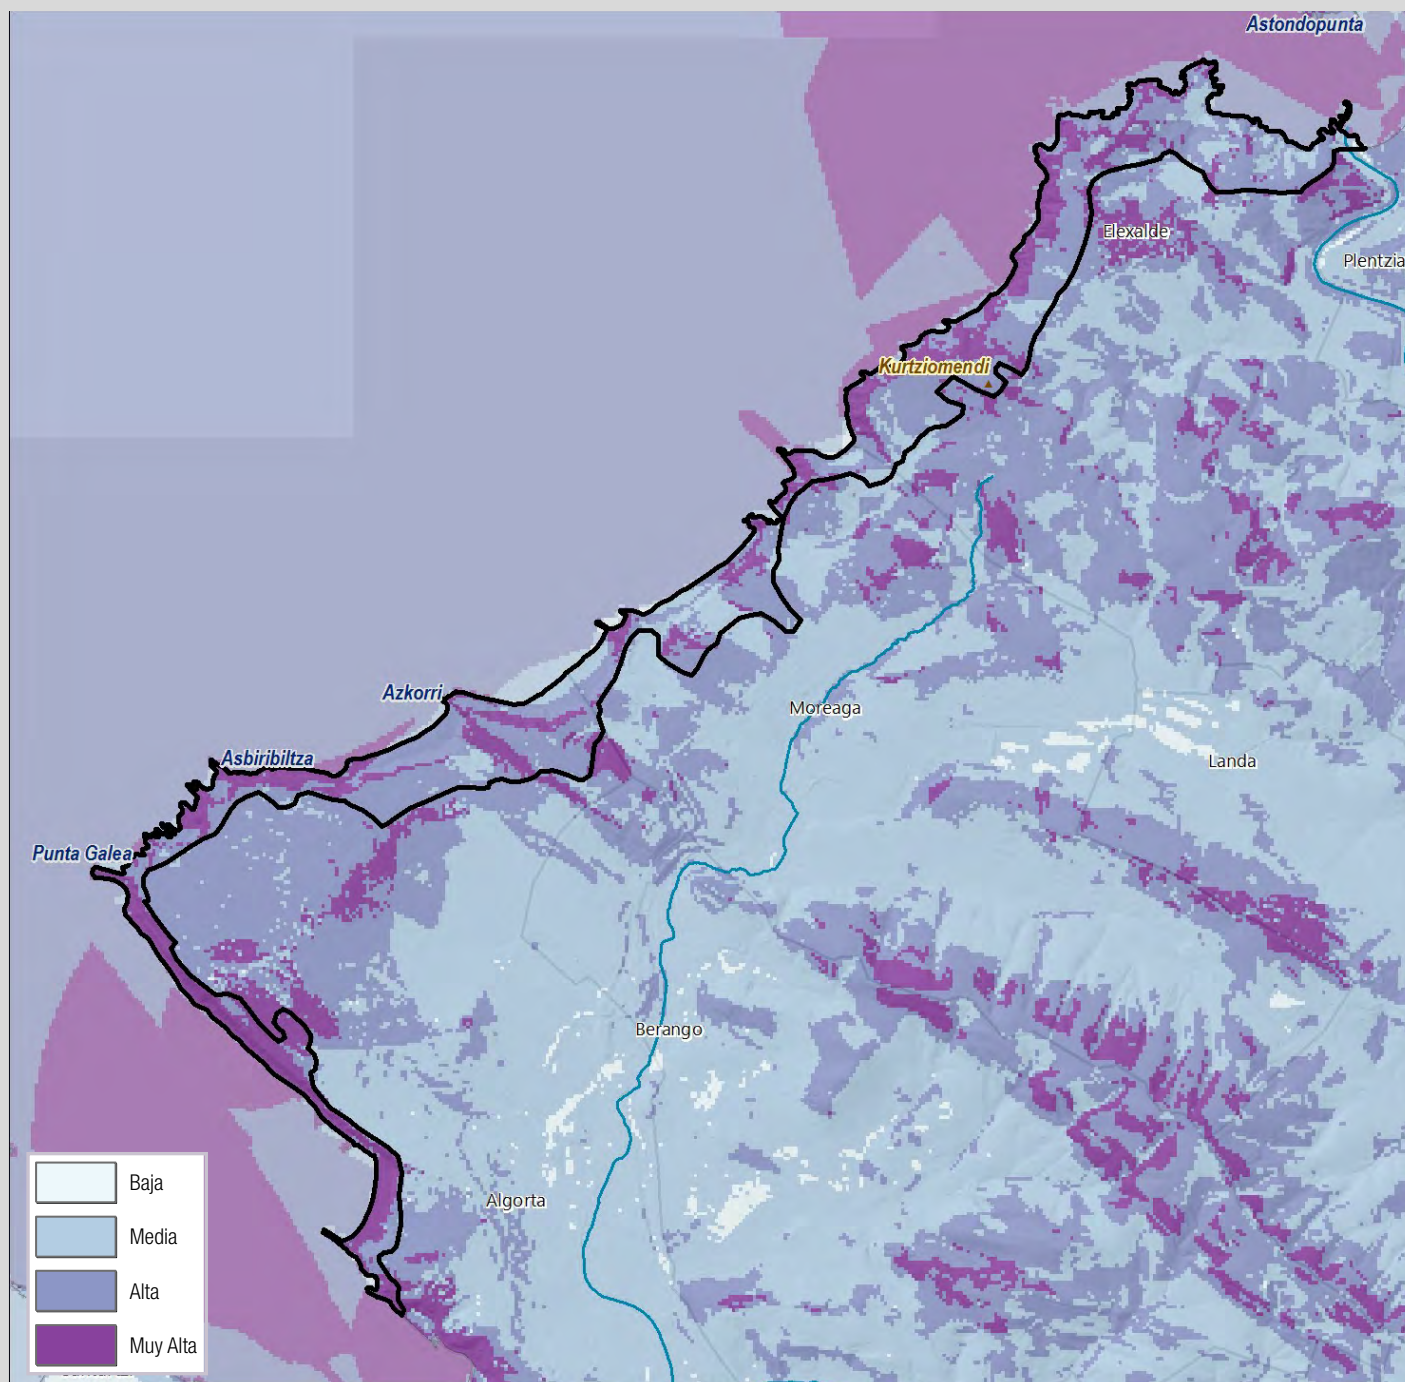 Astondopunta
Elexalde
Plentzia
Kurtziomendi
Azkorri
Moreaga
Asbiribiltza
Landa
Punta Galea
Berango
Algorta
Baja
Media
Alta
Muy Alta